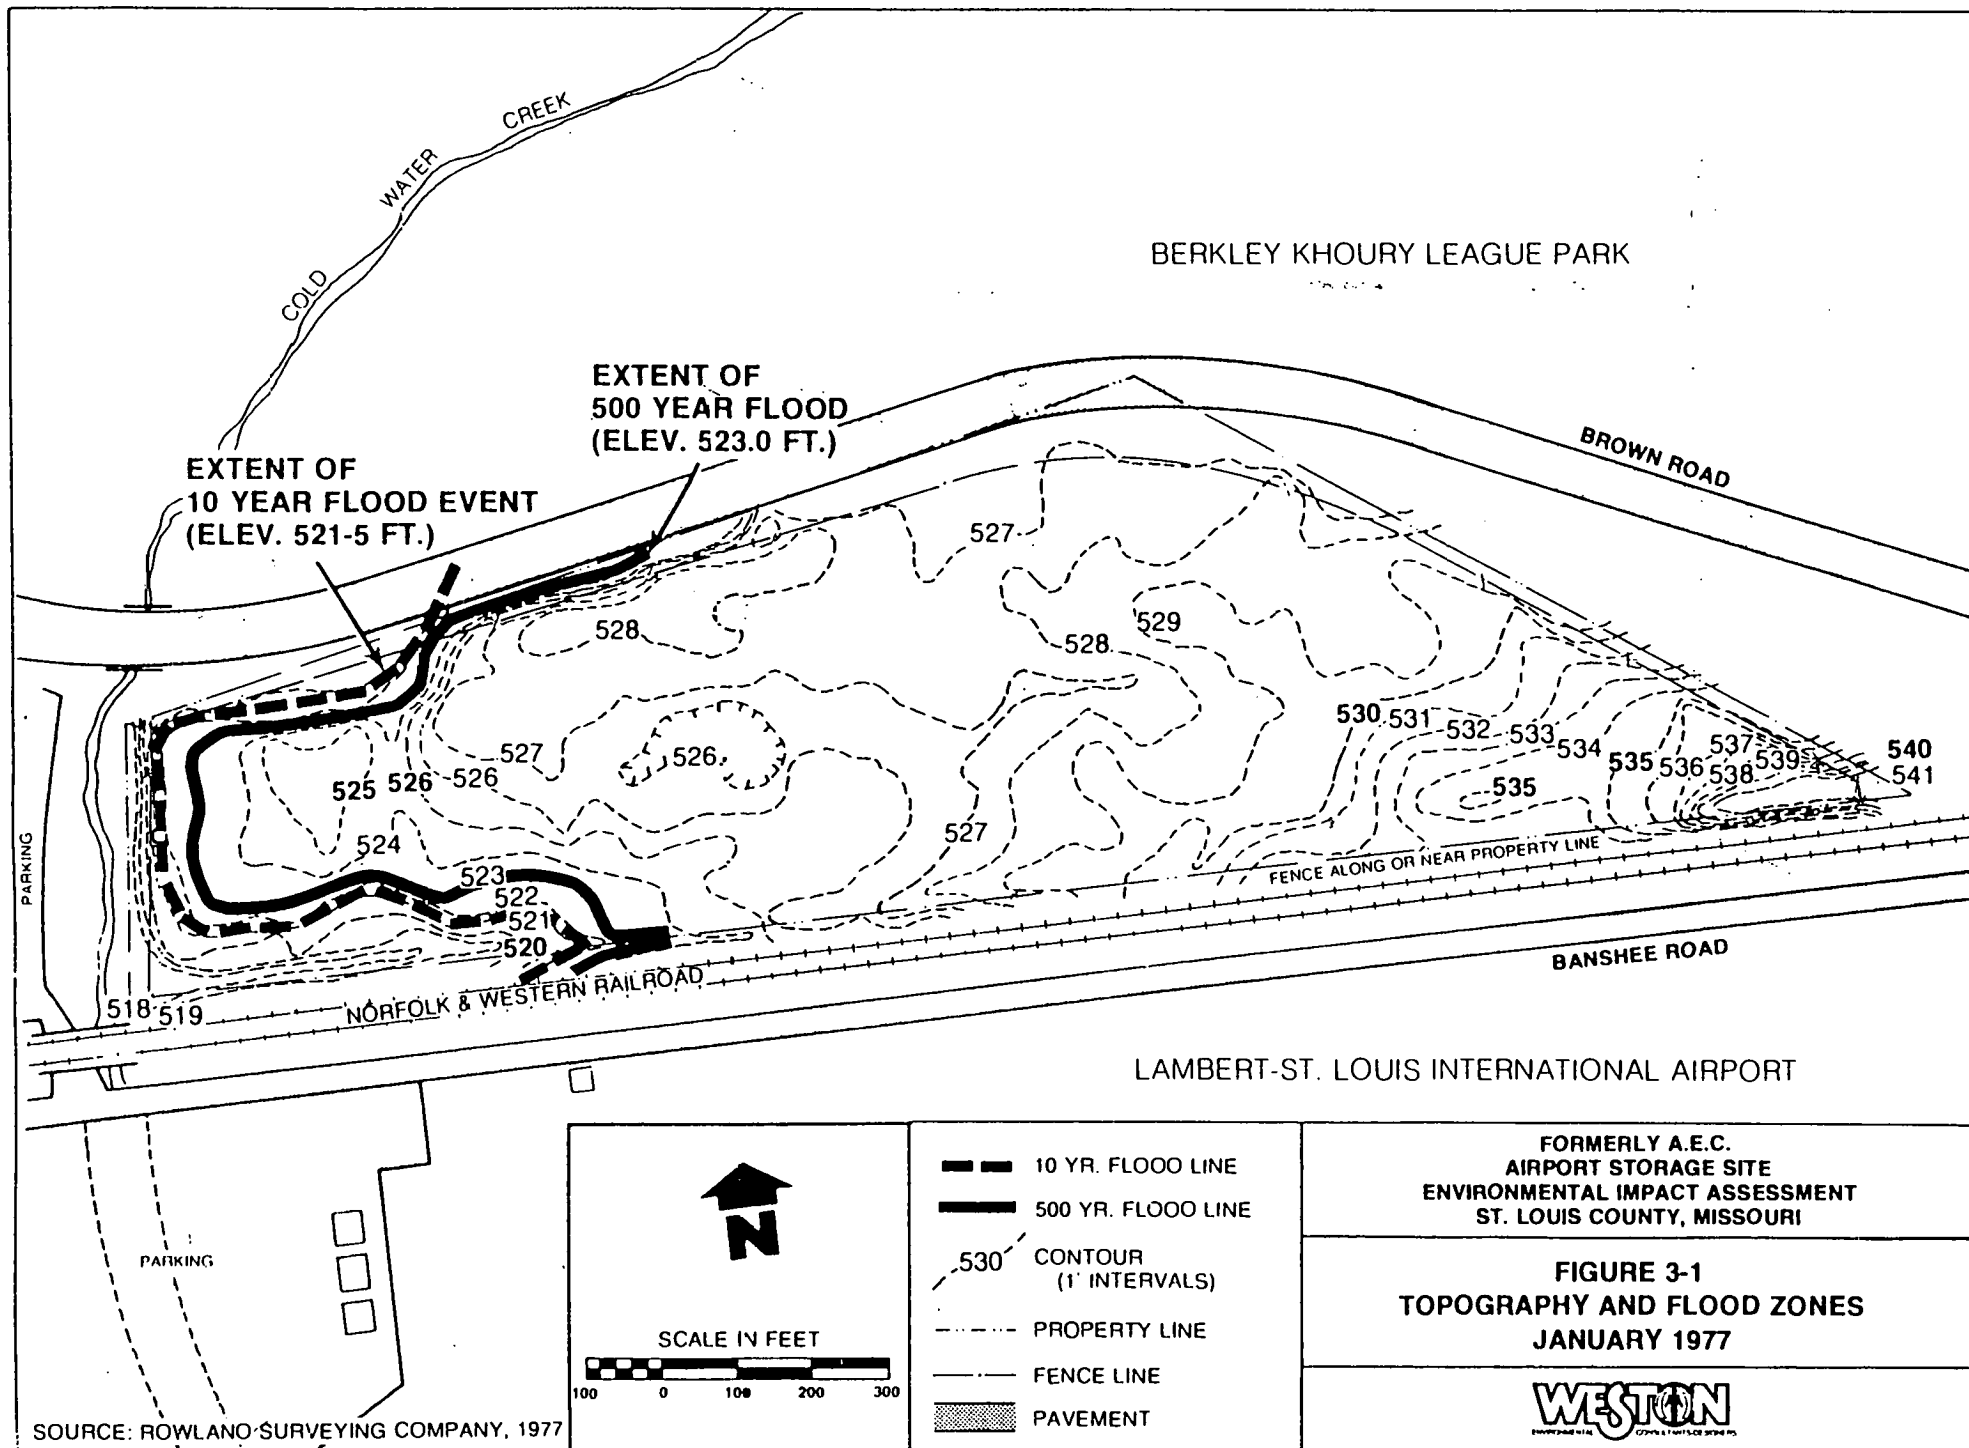 CREEK
WATER
COLD
BERKLEY KHOURY LEAGUE PARK
EXTENT OF
500 YEAR FLOOD
(ELEV. 523.0 FT.)
EXTENT OF
10 YEAR FLOOD EVENT
(ELEV. 521-5 FT.)
BROWN ROAD
527
528
529
528
530
531
532
533
534
535
535
536
537
538
539
540
541
527
526
526
525
526
527
524
523
522
521
520
518
519
PARKING
FENCE ALONG OR NEAR PROPERTY LINE
NORFOLK & WESTERN RAILROAD
BANSHEE ROAD
LAMBERT-ST. LOUIS INTERNATIONAL AIRPORT
PARKING
N
SCALE IN FEET
100 0 100 200 300
10 YR. FLOOD LINE
500 YR. FLOOD LINE
530 CONTOUR
(1' INTERVALS)
PROPERTY LINE
FENCE LINE
PAVEMENT
FORMERLY A.E.C.
AIRPORT STORAGE SITE
ENVIRONMENTAL IMPACT ASSESSMENT
ST. LOUIS COUNTY, MISSOURI
FIGURE 3-1
TOPOGRAPHY AND FLOOD ZONES
JANUARY 1977
WESTON
SOURCE: ROWLAND SURVEYING COMPANY, 1977